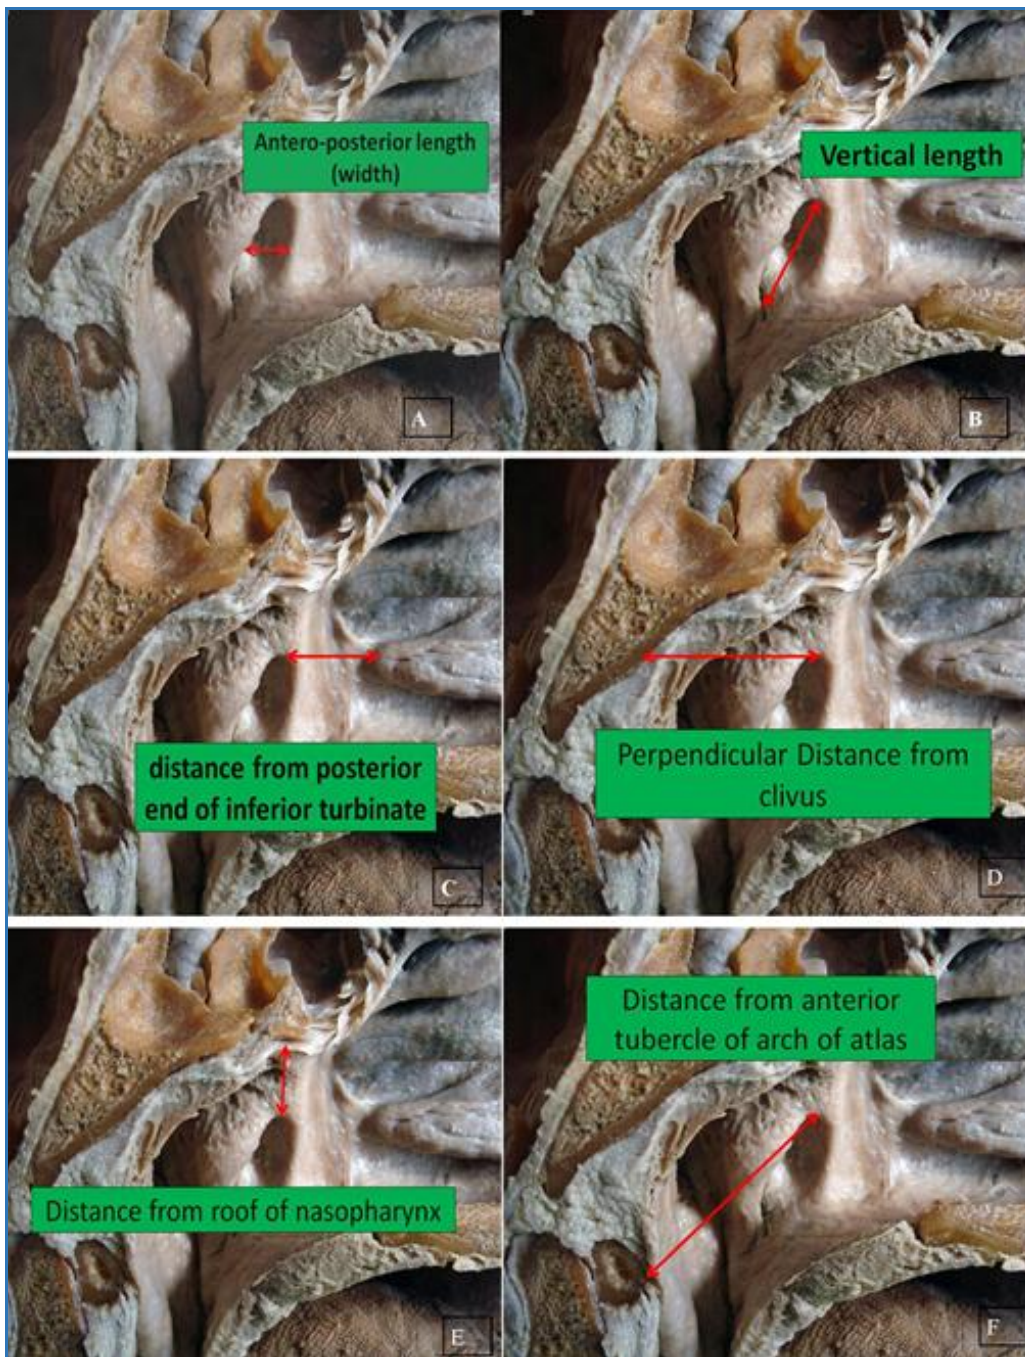 Antero-posterior length
(width)
A
Vertical length
B
distance from posterior
end of inferior turbinate
C
Perpendicular Distance from
clivus
D
Distance from roof of nasopharynx
E
Distance from anterior
tubercle of arch of atlas
F